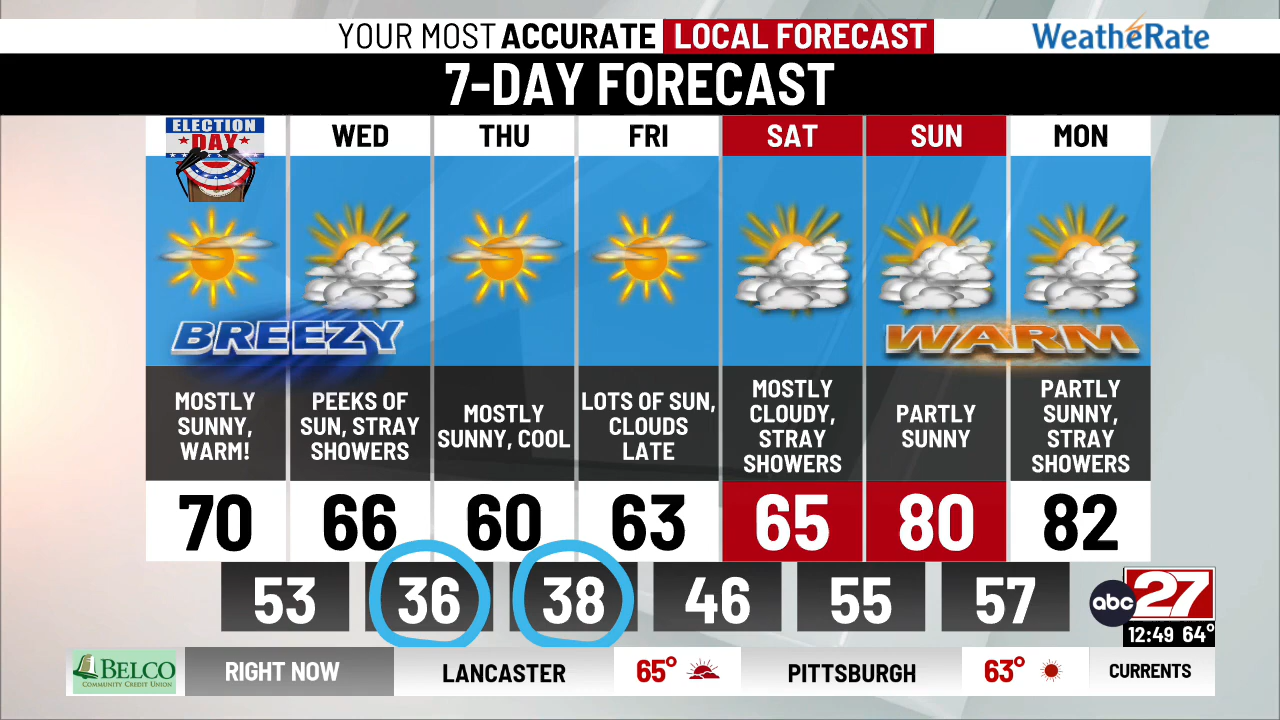 YOUR MOST ACCURATE LOCAL FORECAST
WeatheRate
7-DAY FORECAST
ELECTION
DAY
WED
THU
FRI
SAT
SUN
MON
BREEZY
WARM
MOSTLY
SUNNY,
WARM!
PEEKS OF
SUN, STRAY
SHOWERS
MOSTLY
SUNNY, COOL
LOTS OF SUN,
CLOUDS
LATE
MOSTLY
CLOUDY,
STRAY
SHOWERS
PARTLY
SUNNY
PARTLY
SUNNY,
STRAY
SHOWERS
70 66 60 63 65 80 82
53 36 38 46 55 57
abc 27
12:49 64°
BELCO
COMMUNITY CREDIT UNION
RIGHT NOW
LANCASTER 65°
PITTSBURGH 63°
CURRENTS